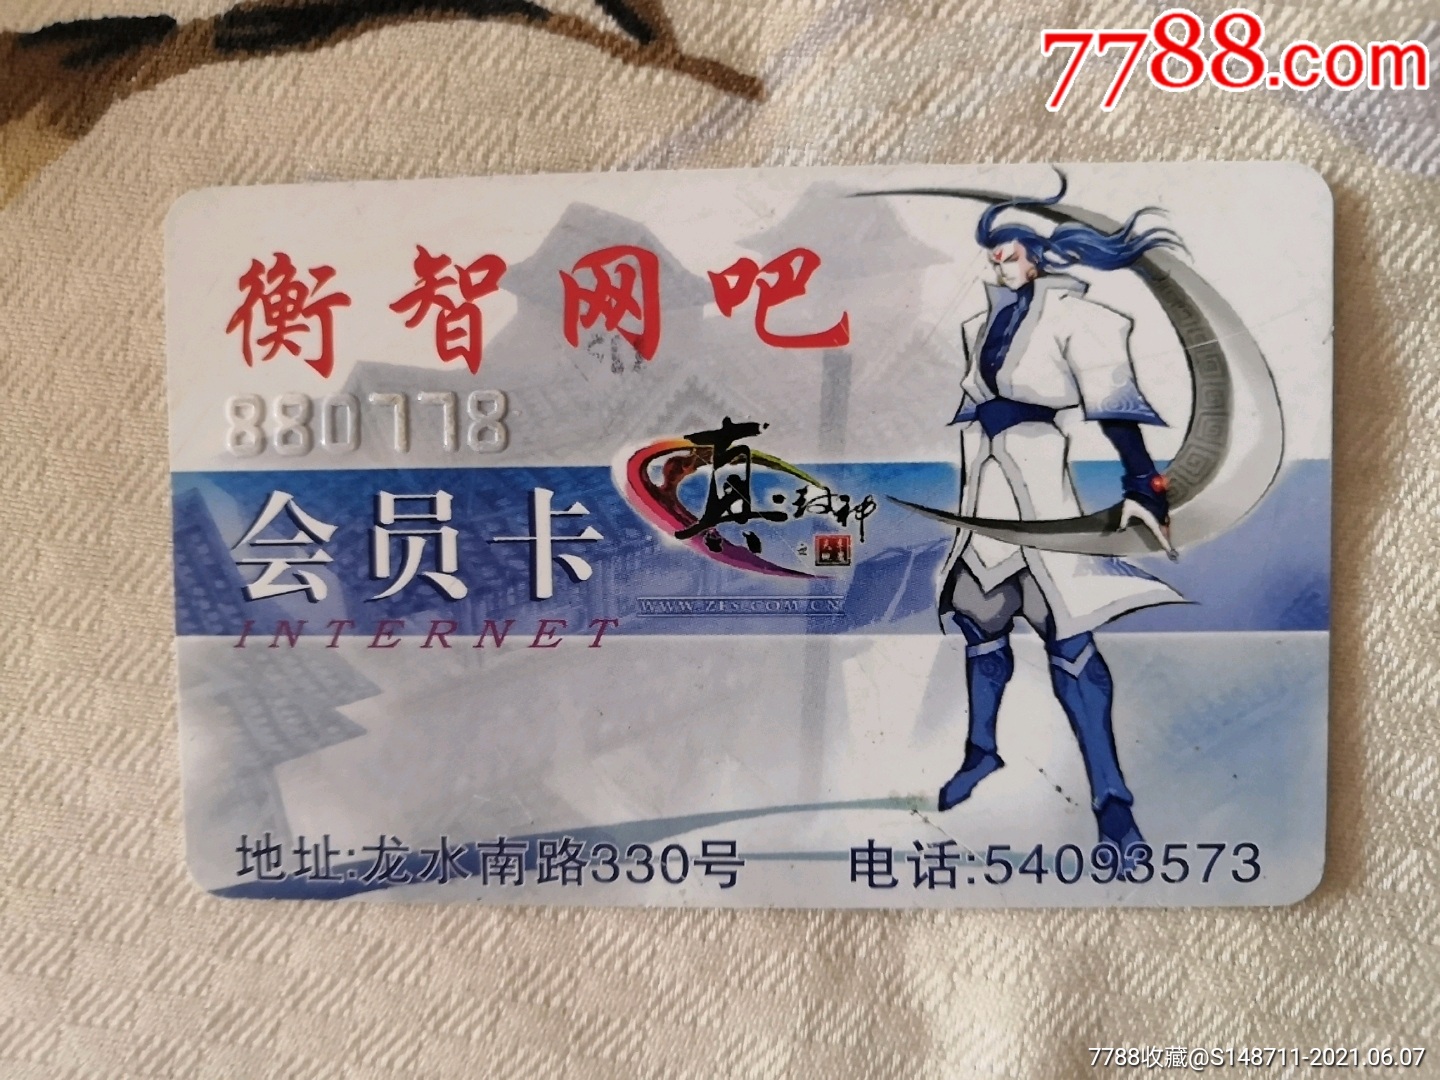 7788.com
衡智网吧
880778
会员卡
真封神
之
WWW.ZFS.COM.CN
INTERNET
地址:龙水南路330号 电话:54093573
7788收藏@S148711-2021.06.07